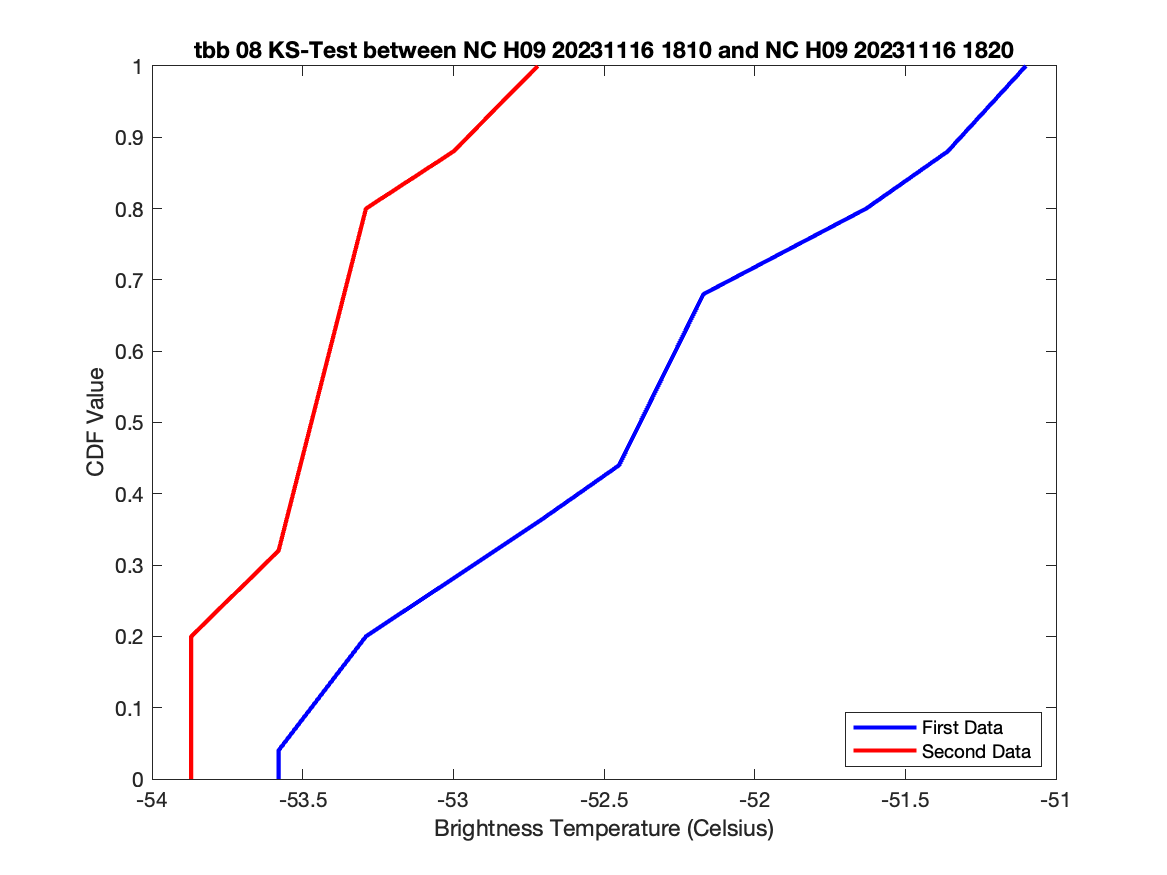 tbb 08 KS-Test between NC H09 20231116 1810 and NC H09 20231116 1820
1
0.9
0.8
0.7
0.6
0.5
0.4
0.3
0.2
0.1
0
CDF Value
First Data
Second Data
-54 -53.5 -53 -52.5 -52 -51.5 -51
Brightness Temperature (Celsius)